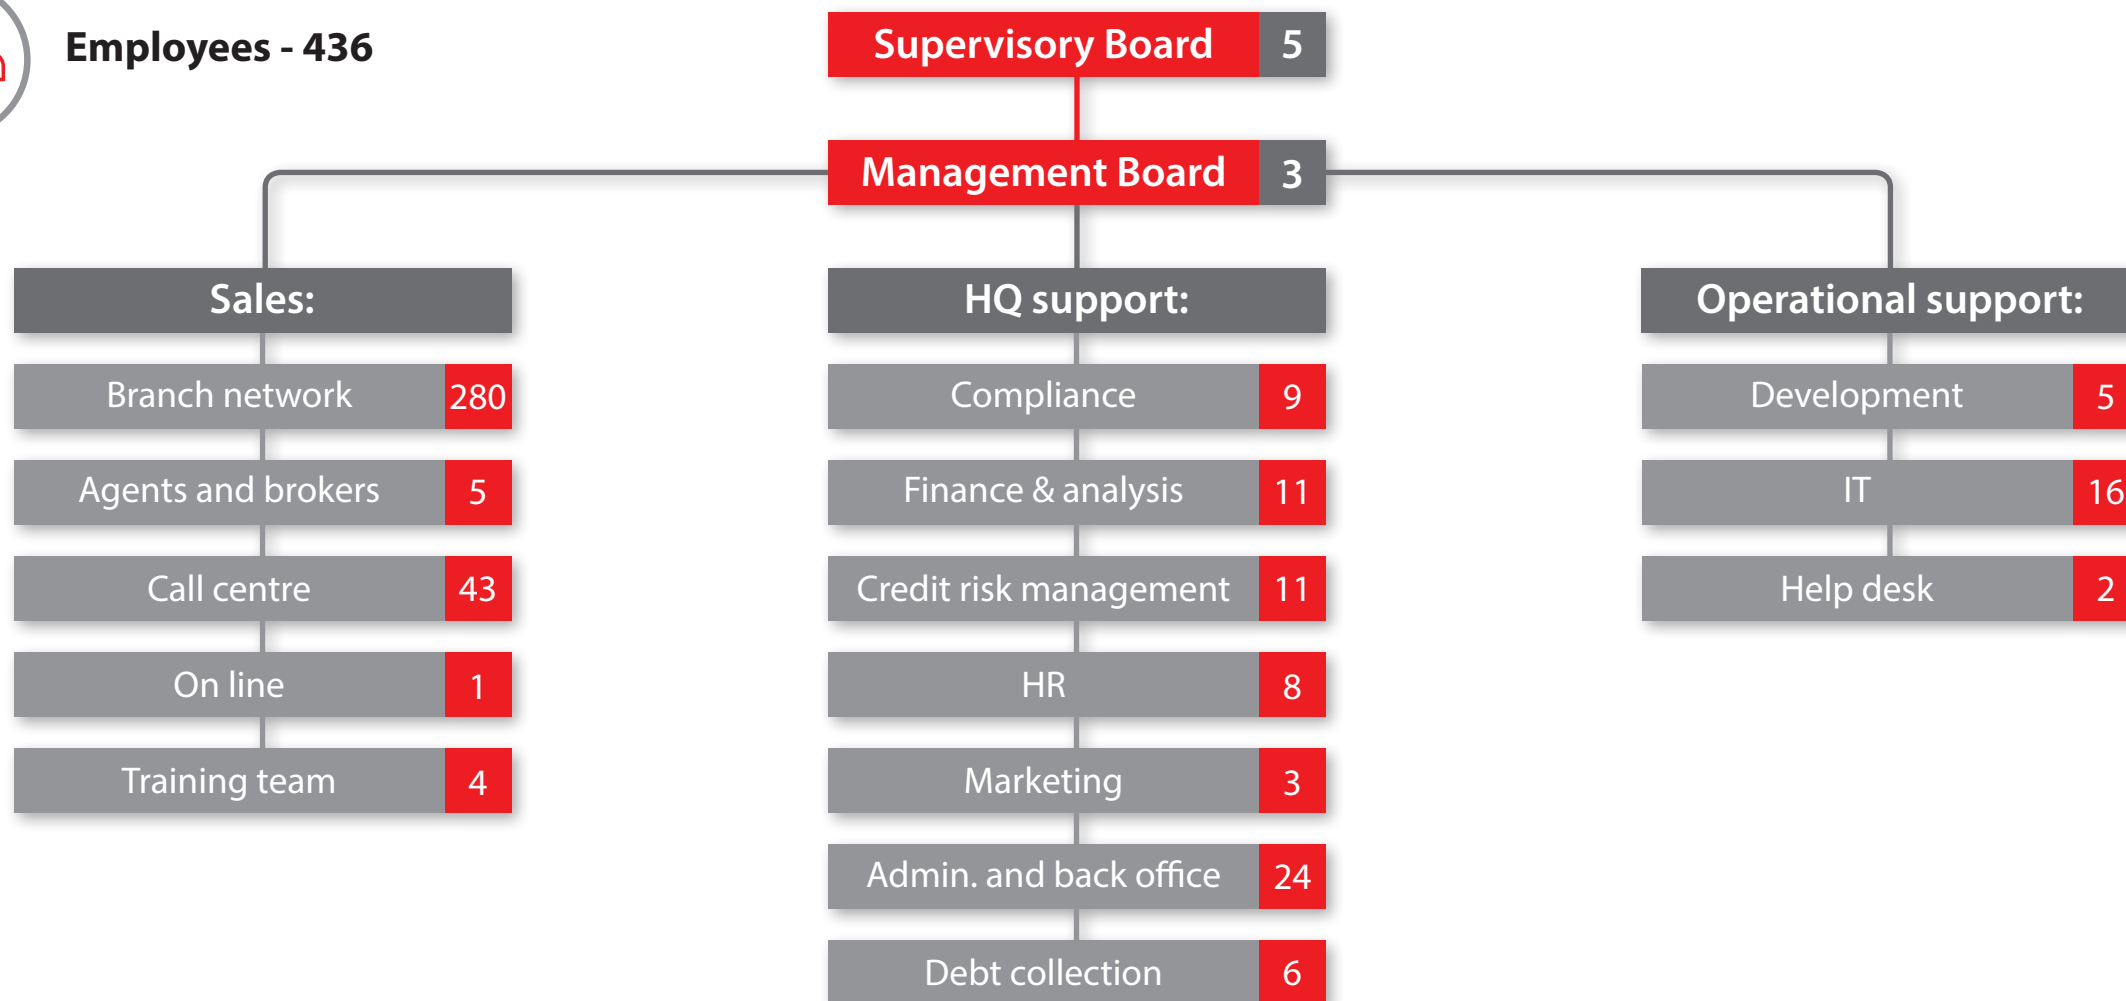 Employees - 436
Supervisory Board 5
Management Board 3
Sales:
Branch network 280
Agents and brokers 5
Call centre 43
On line 1
Training team 4
HQ support:
Compliance 9
Finance & analysis 11
Credit risk management 11
HR 8
Marketing 3
Admin. and back office 24
Debt collection 6
Operational support:
Development 5
IT 16
Help desk 2